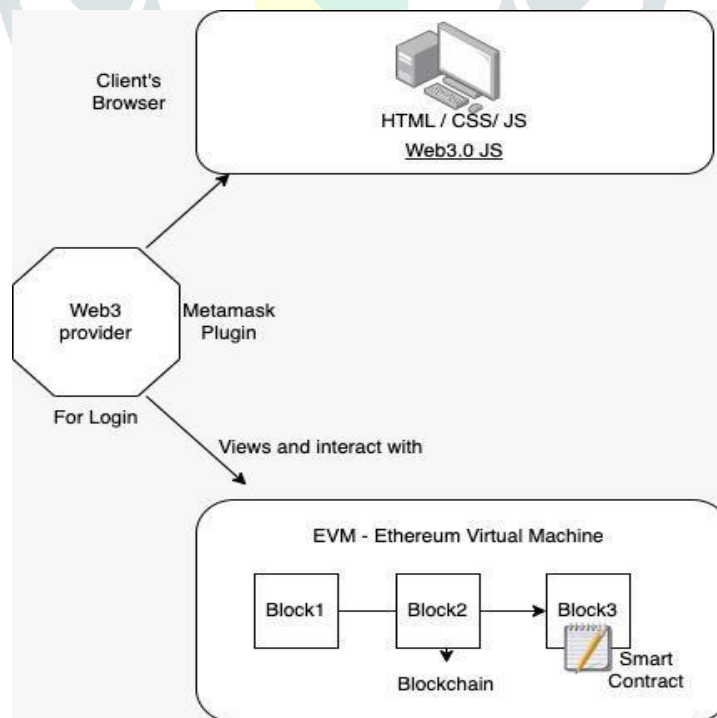 Client's
Browser
HTML / CSS/ JS
Web3.0 JS
Web3
provider
Metamask
Plugin
For Login
Views and interact with
EVM - Ethereum Virtual Machine
Block1
Block2
Block3
Smart
Contract
Blockchain